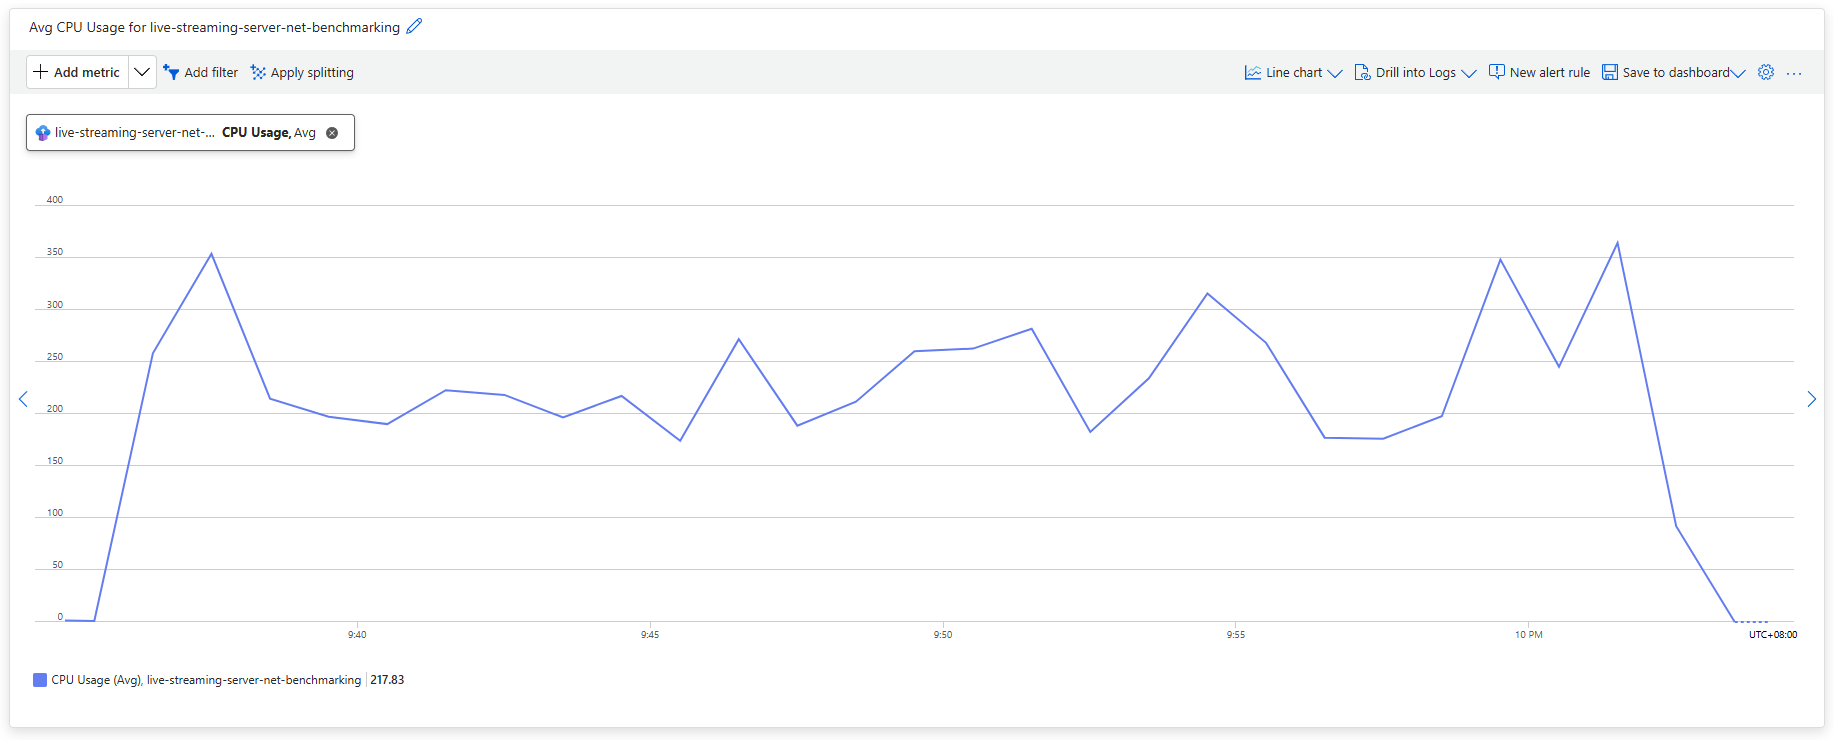 Avg CPU Usage for live-streaming-server-net-benchmarking
Add metric Add filter Apply splitting Line chart Drill into Logs New alert rule Save to dashboard ...
live-streaming-server-net-... CPU Usage, Avg
400
350
300
250
200
150
100
50
0
9:40 9:45 9:50 9:55 10 PM UTC+08:00
CPU Usage (Avg), live-streaming-server-net-benchmarking 217.83